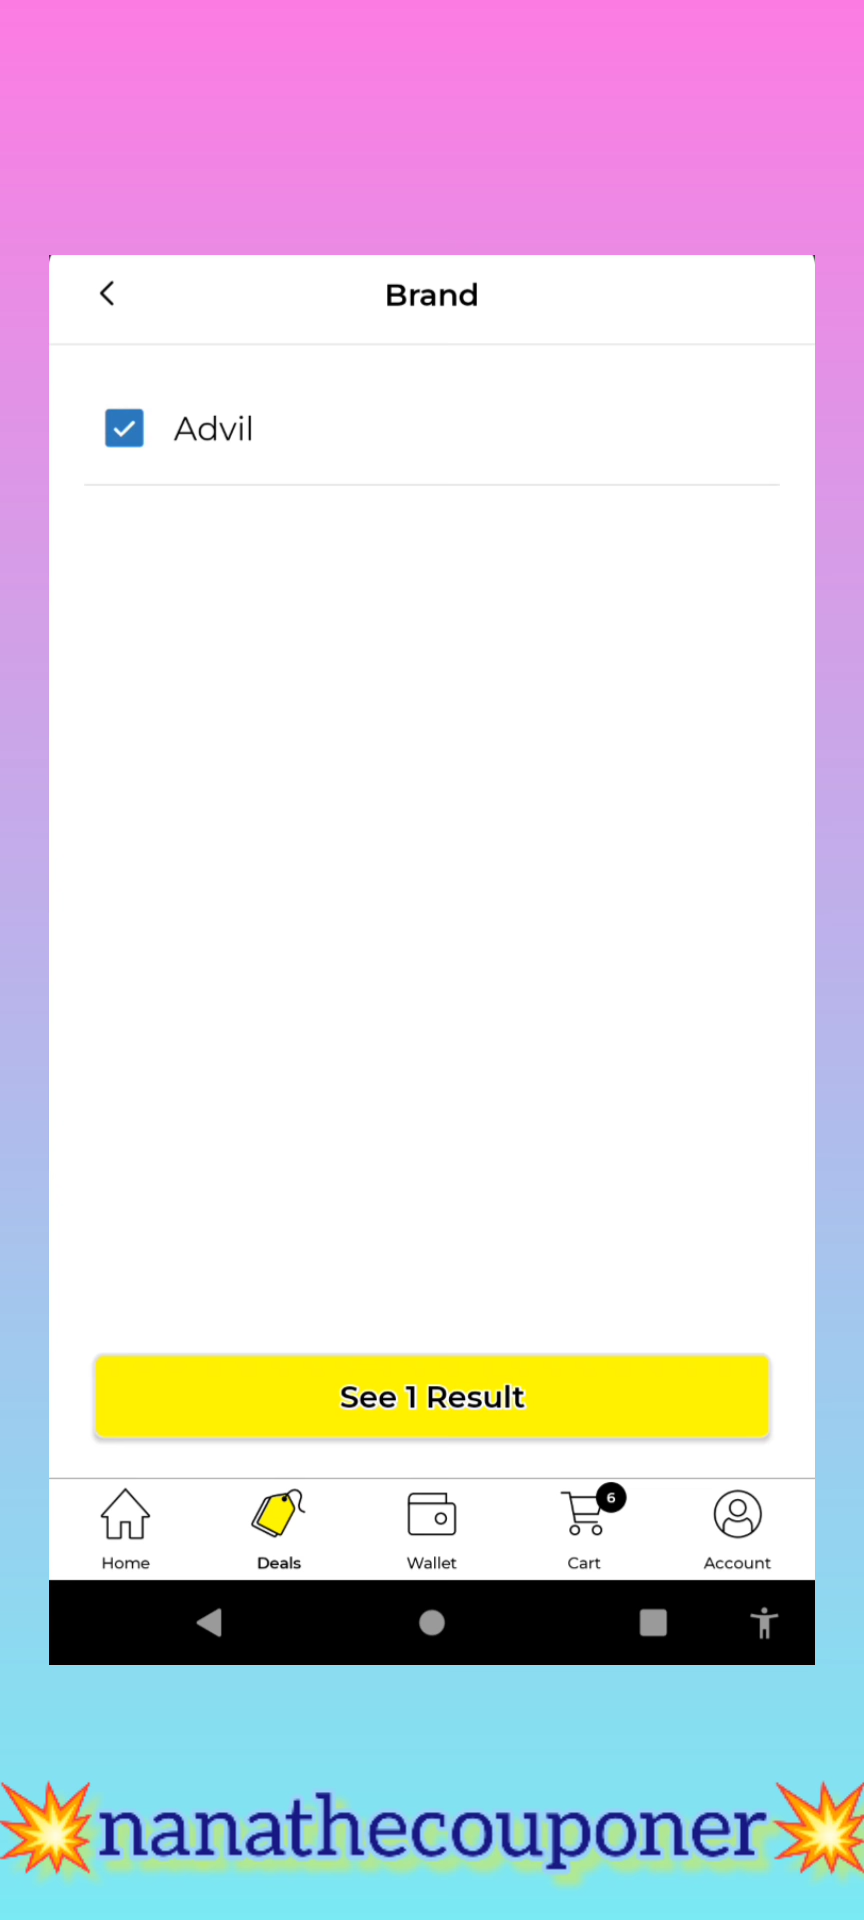 Brand
Advil
See 1 Result
6
Home
Deals
Wallet
Cart
Account
💥nanathecouponer💥